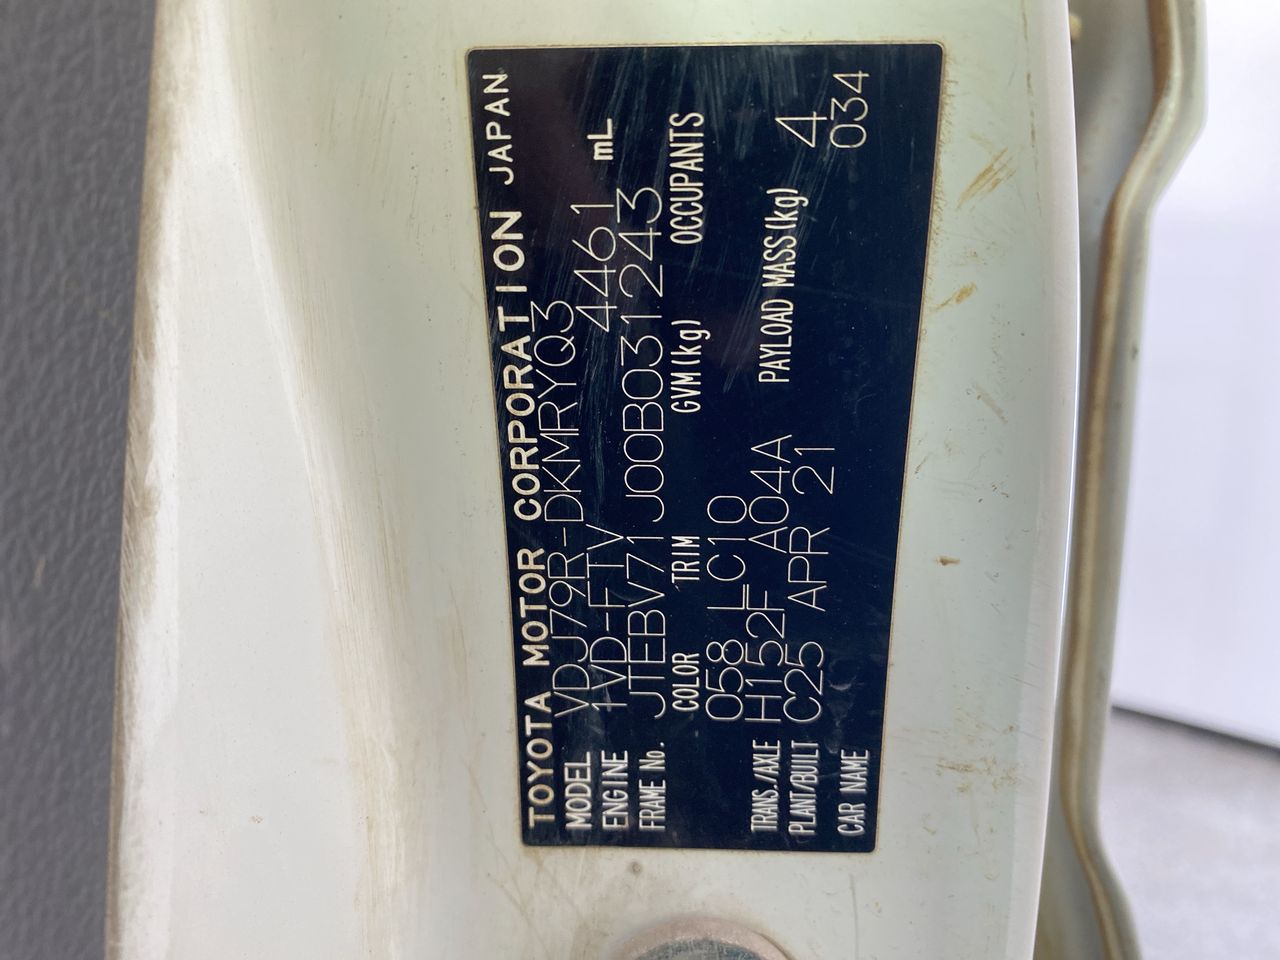 TOYOTA MOTOR CORPORATION JAPAN
MODEL VDJ79R-DKMRYQ3
ENGINE 1VD-FTV 4461 mL
FRAME No. JTEBV71J00B031243
COLOR TRIM GVM(kg) OCCUPANTS
058 LC10 4
TRANS./AXLE H152F A04A PAYLOAD MASS(kg)
PLANT/BUILT C25 APR 21 034
CAR NAME